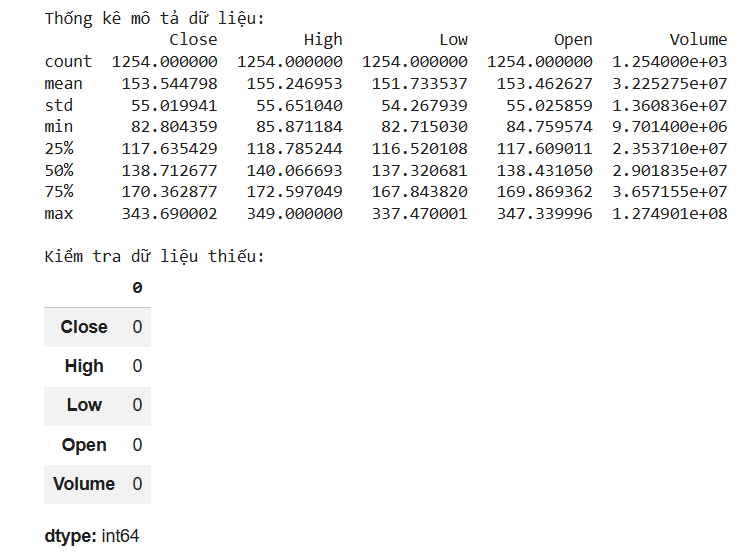 Thống kê mô tả dữ liệu:
Close High Low Open Volume
count 1254.000000 1254.000000 1254.000000 1254.000000 1.254000e+03
mean 153.544798 155.246953 151.733537 153.462627 3.225275e+07
std 55.019941 55.651040 54.267939 55.025859 1.360836e+07
min 82.804359 85.871184 82.715030 84.759574 9.701400e+06
25% 117.635429 118.785244 116.520108 117.609011 2.353710e+07
50% 138.712677 140.066693 137.320681 138.431050 2.901835e+07
75% 170.362877 172.597049 167.843820 169.869362 3.657155e+07
max 343.690002 349.000000 337.470001 347.339996 1.274901e+08
Kiểm tra dữ liệu thiếu:
0
Close 0
High 0
Low 0
Open 0
Volume 0
dtype: int64